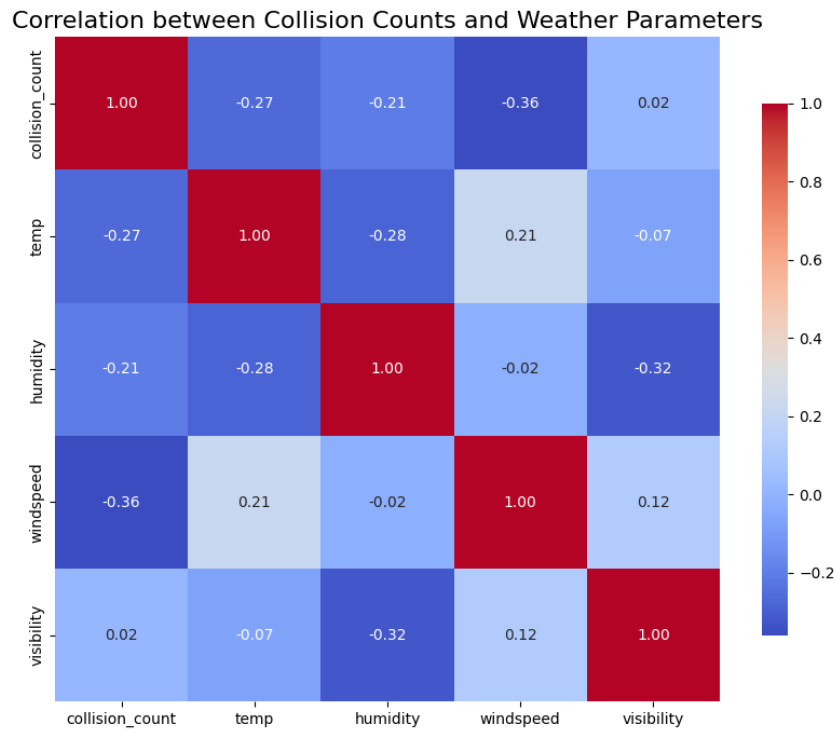 Correlation between Collision Counts and Weather Parameters
collision_count
1.00 -0.27 -0.21 -0.36 0.02
temp
-0.27 1.00 -0.28 0.21 -0.07
humidity
-0.21 -0.28 1.00 -0.02 -0.32
windspeed
-0.36 0.21 -0.02 1.00 0.12
visibility
0.02 -0.07 -0.32 0.12 1.00
collision_count temp humidity windspeed visibility
1.0
0.8
0.6
0.4
0.2
0.0
−0.2